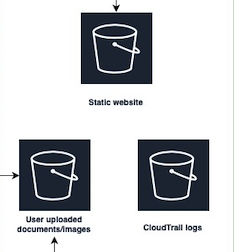 Static website
User uploaded
documents/images
CloudTrail logs